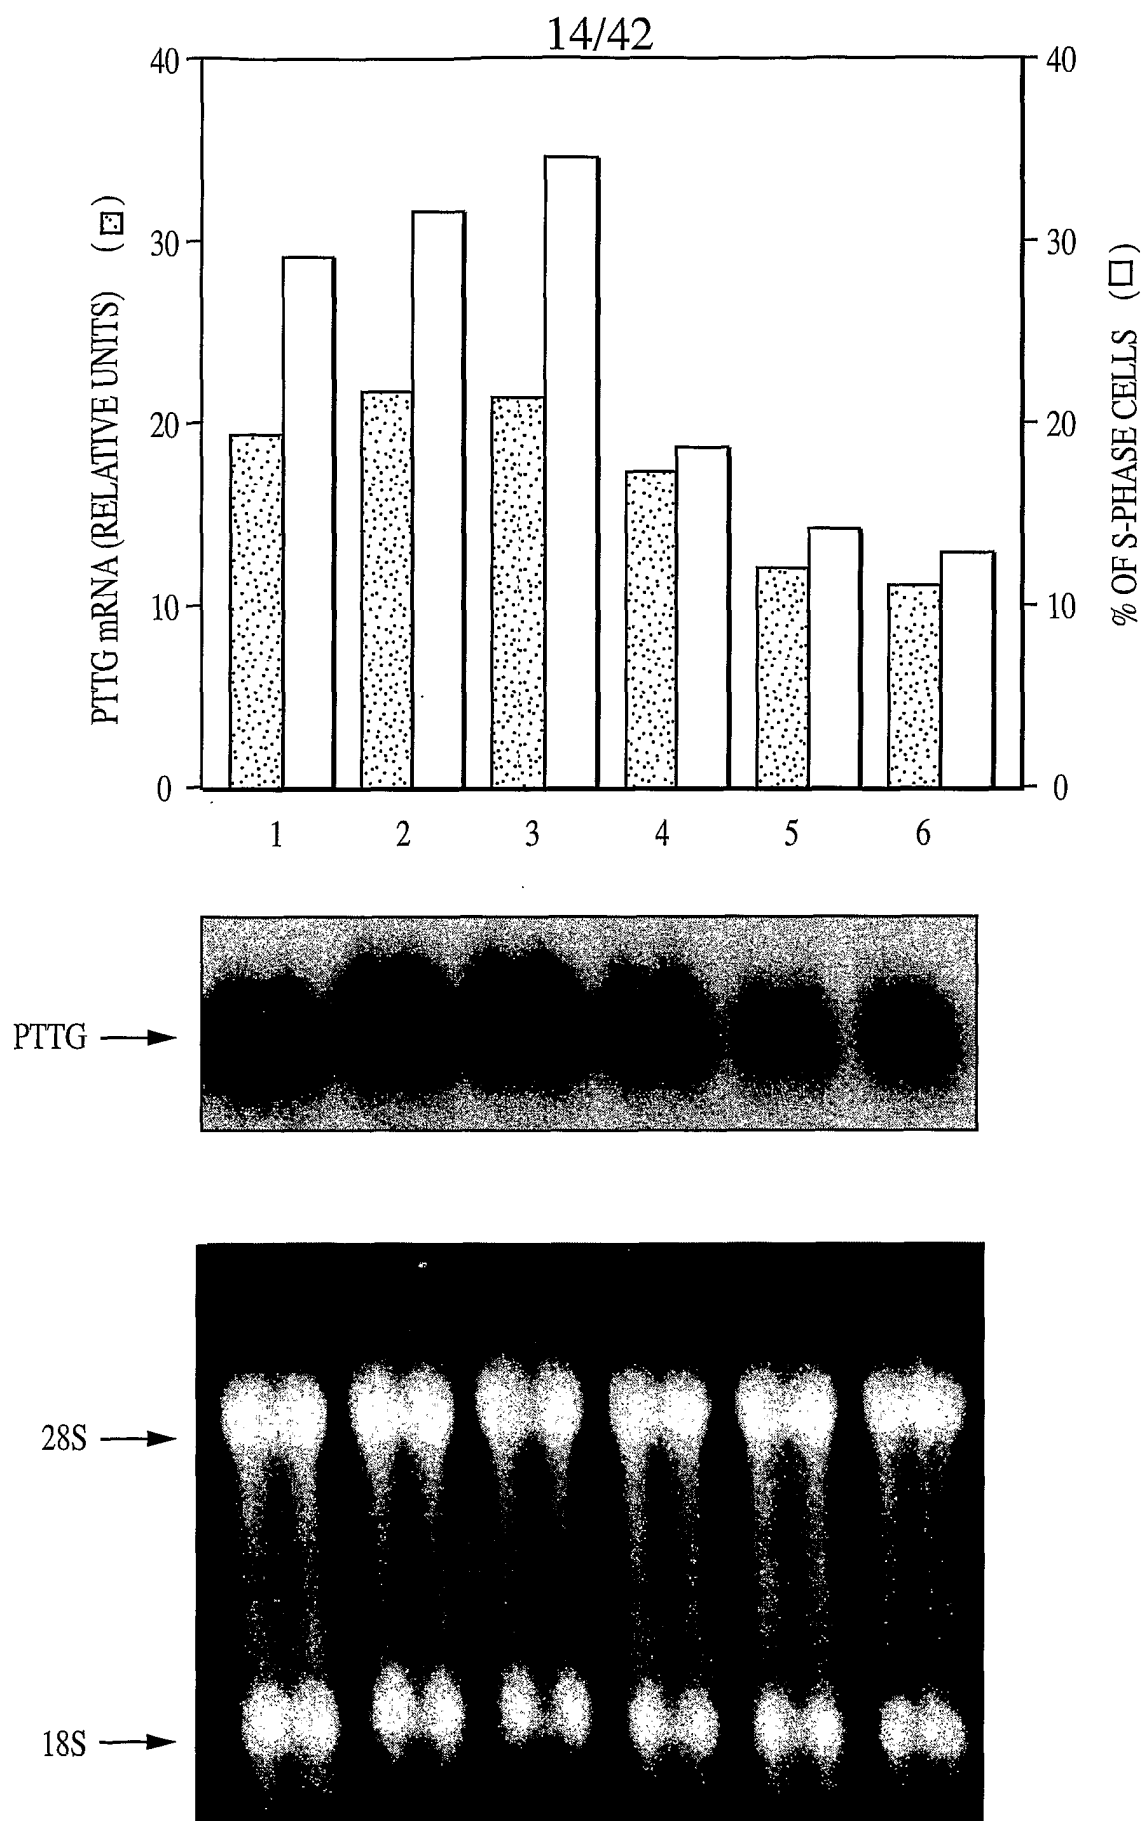 14/42
40
30
20
10
0
PTTG mRNA (RELATIVE UNITS) ( )
40
30
20
10
0
% OF S-PHASE CELLS ( )
1 2 3 4 5 6
PTTG
28S
18S